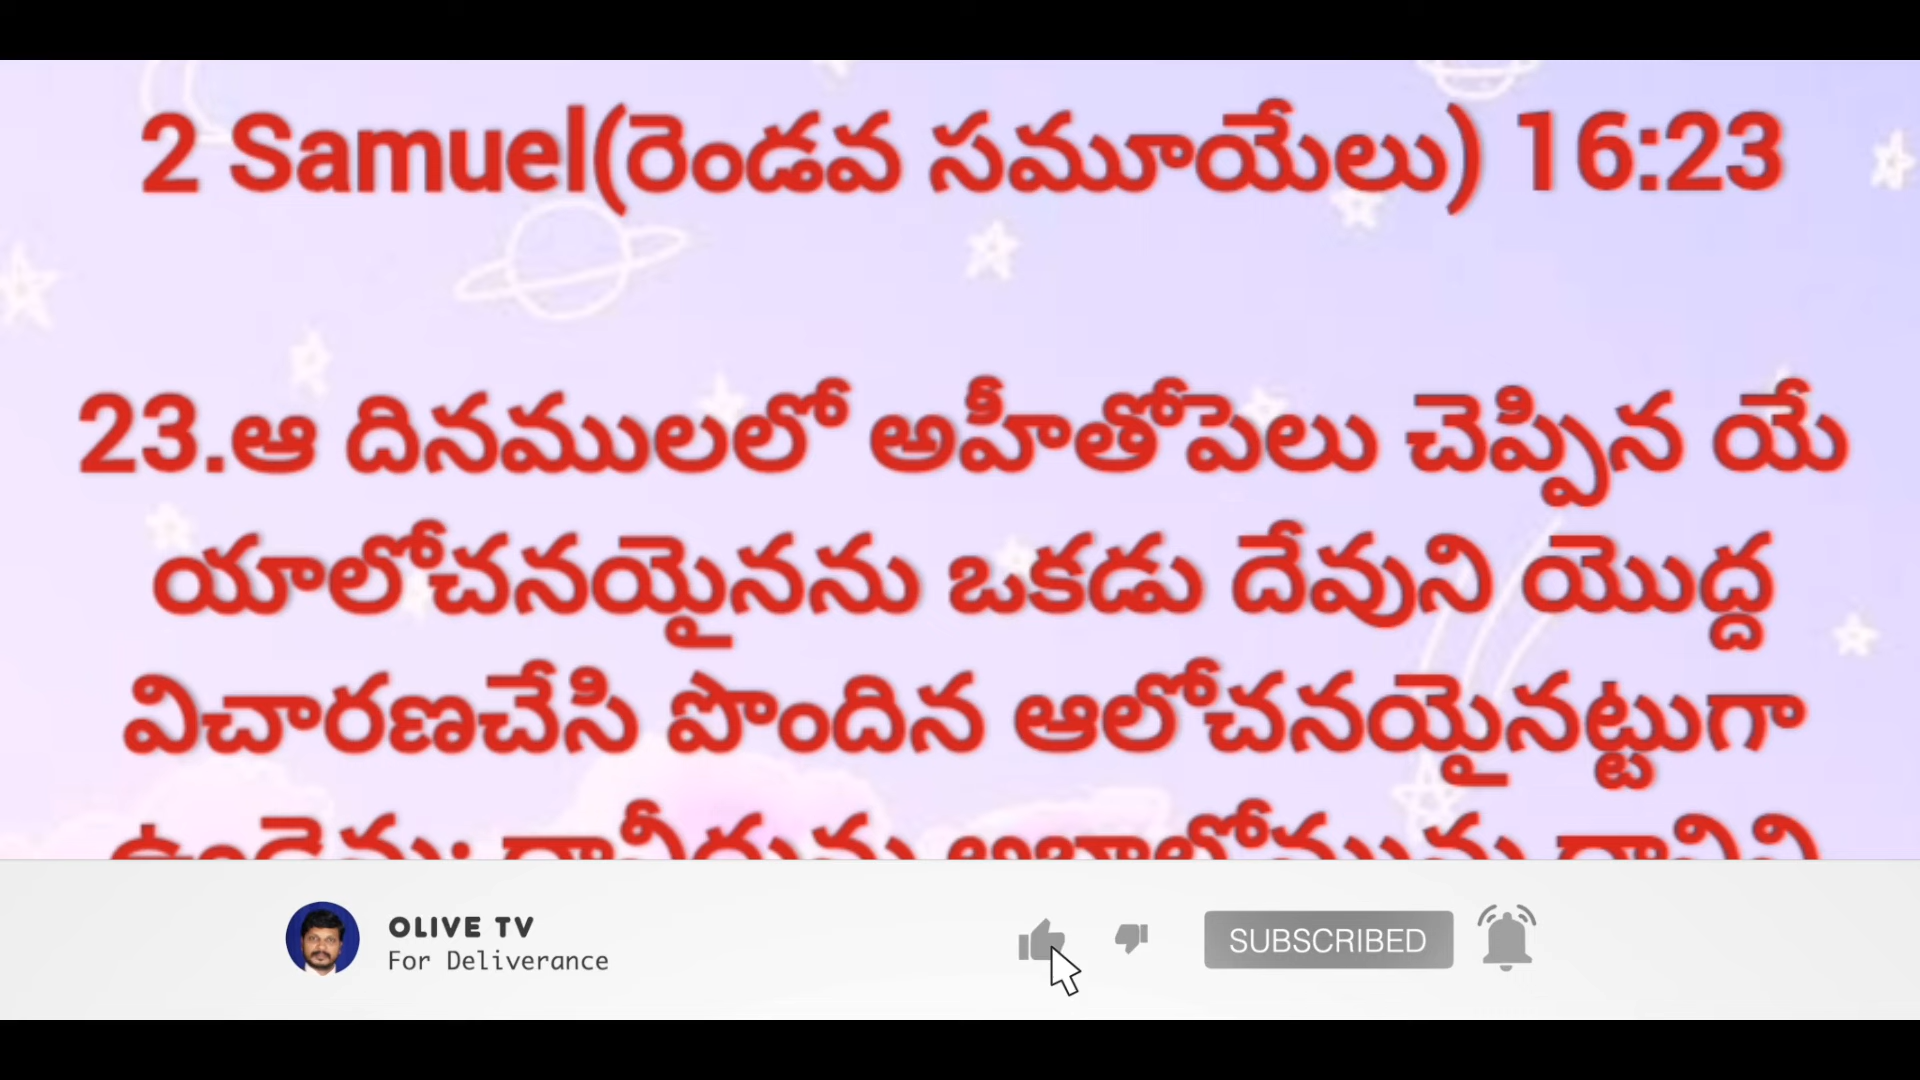 2 Samuel(రెండవ సమూయేలు) 16:23
23.ఆ దినములలో అహీతోపెలు చెప్పిన యే
యాలోచనయైనను ఒకడు దేవుని యొద్ద
విచారణచేసి పొందిన ఆలోచనయైనట్టుగా
OLIVE TV
For Deliverance
SUBSCRIBED